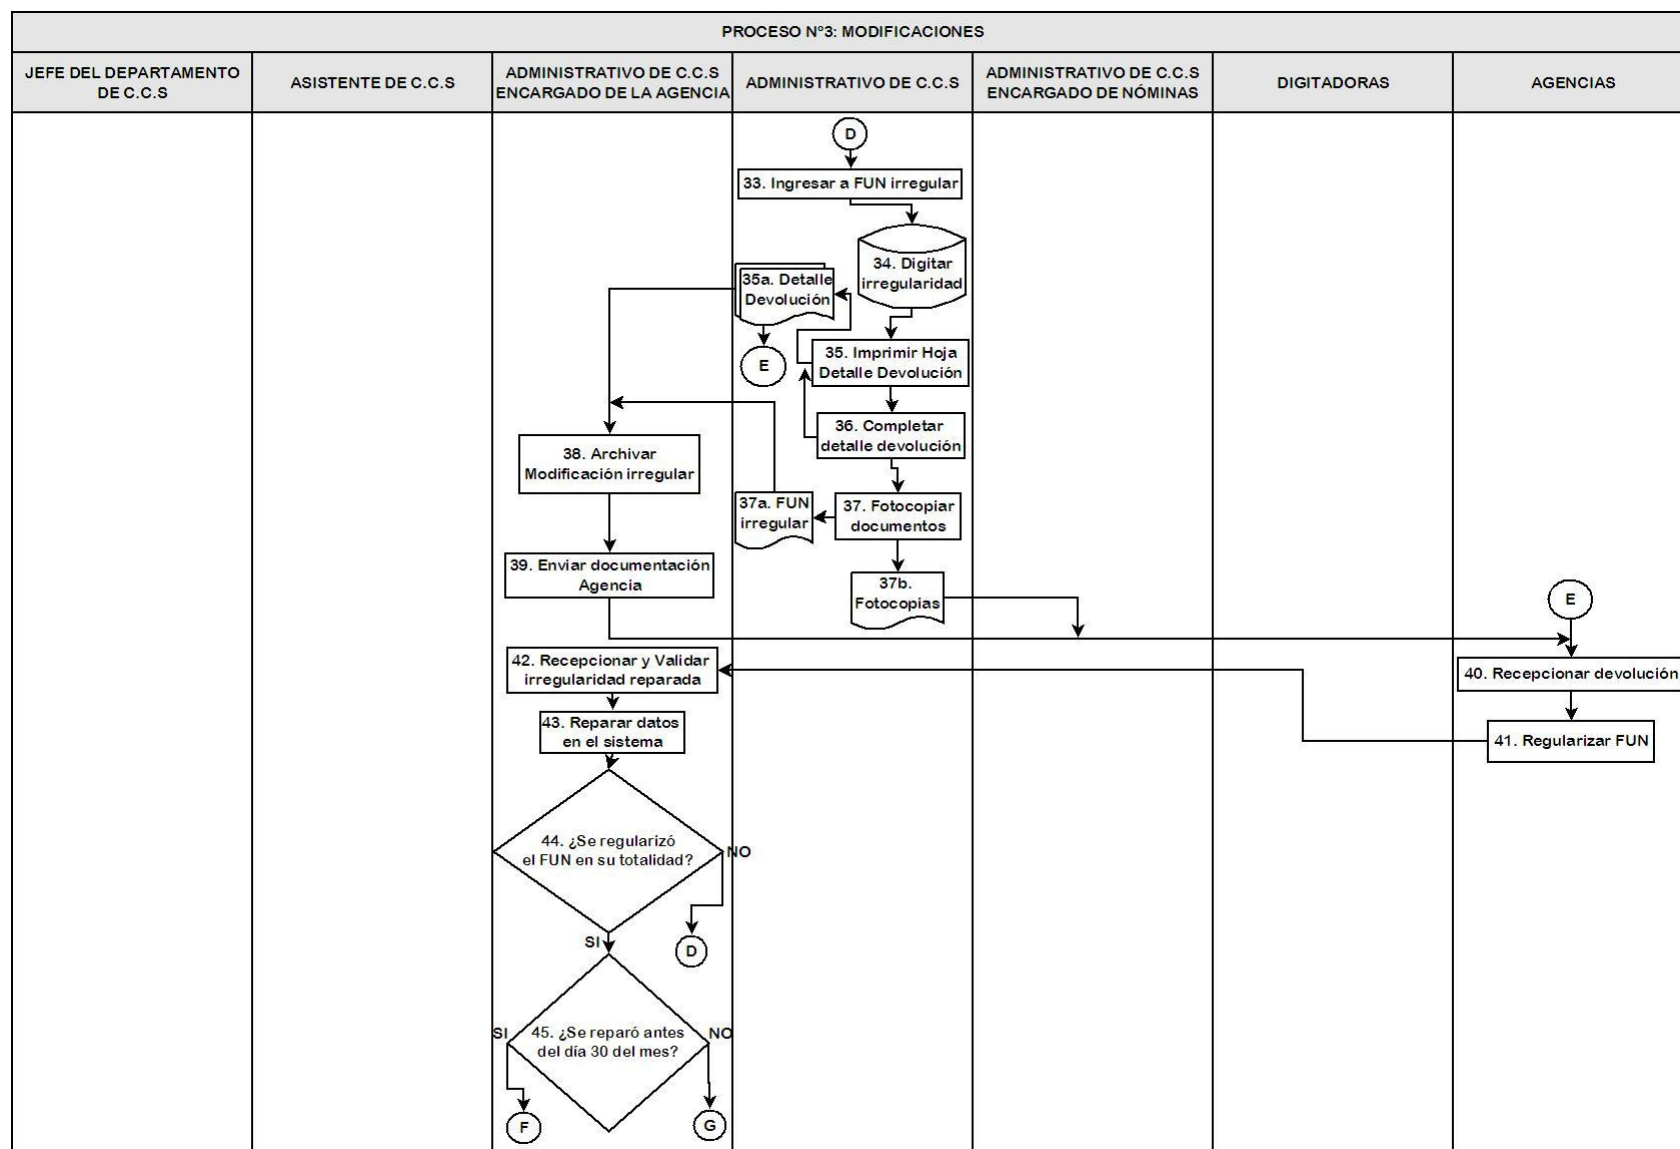 PROCESO N°3: MODIFICACIONES
JEFE DEL DEPARTAMENTO
DE C.C.S
ASISTENTE DE C.C.S
ADMINISTRATIVO DE C.C.S
ENCARGADO DE LA AGENCIA
ADMINISTRATIVO DE C.C.S
ADMINISTRATIVO DE C.C.S
ENCARGADO DE NÓMINAS
DIGITADORAS
AGENCIAS
D
33. Ingresar a FUN irregular
34. Digitar
irregularidad
35a. Detalle
Devolución
E
35. Imprimir Hoja
Detalle Devolución
36. Completar
detalle devolución
38. Archivar
Modificación irregular
37a. FUN
irregular
37. Fotocopiar
documentos
39. Enviar documentación
Agencia
37b.
Fotocopias
E
42. Recepcionar y Validar
irregularidad reparada
40. Recepcionar devolución
43. Reparar datos
en el sistema
41. Regularizar FUN
44. ¿Se regularizó
el FUN en su totalidad?
NO
SI
D
SI
45. ¿Se reparó antes
del día 30 del mes?
NO
F
G